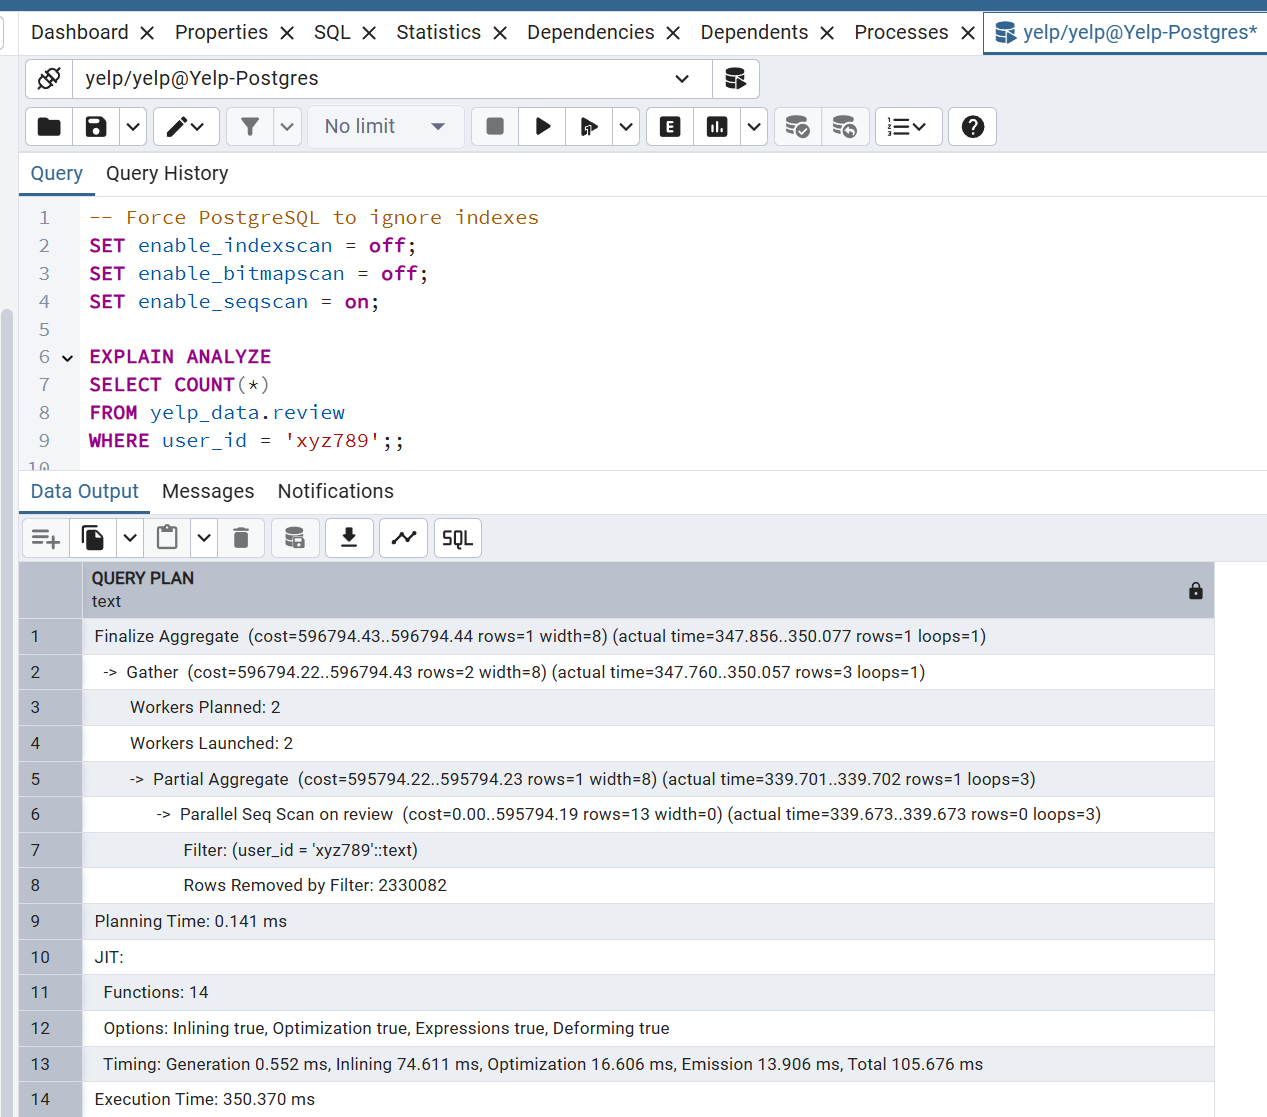 Dashboard Properties SQL Statistics Dependencies Dependents Processes yelp/yelp@Yelp-Postgres*
yelp/yelp@Yelp-Postgres
No limit
Query Query History
1 -- Force PostgreSQL to ignore indexes
2 SET enable_indexscan = off;
3 SET enable_bitmapscan = off;
4 SET enable_seqscan = on;
5
6 EXPLAIN ANALYZE
7 SELECT COUNT(*)
8 FROM yelp_data.review
9 WHERE user_id = 'xyz789';;
10
Data Output Messages Notifications
SQL
QUERY PLAN
text
1 Finalize Aggregate (cost=596794.43..596794.44 rows=1 width=8) (actual time=347.856..350.077 rows=1 loops=1)
2 -> Gather (cost=596794.22..596794.43 rows=2 width=8) (actual time=347.760..350.057 rows=3 loops=1)
3 Workers Planned: 2
4 Workers Launched: 2
5 -> Partial Aggregate (cost=595794.22..595794.23 rows=1 width=8) (actual time=339.701..339.702 rows=1 loops=3)
6 -> Parallel Seq Scan on review (cost=0.00..595794.19 rows=13 width=0) (actual time=339.673..339.673 rows=0 loops=3)
7 Filter: (user_id = 'xyz789'::text)
8 Rows Removed by Filter: 2330082
9 Planning Time: 0.141 ms
10 JIT:
11 Functions: 14
12 Options: Inlining true, Optimization true, Expressions true, Deforming true
13 Timing: Generation 0.552 ms, Inlining 74.611 ms, Optimization 16.606 ms, Emission 13.906 ms, Total 105.676 ms
14 Execution Time: 350.370 ms